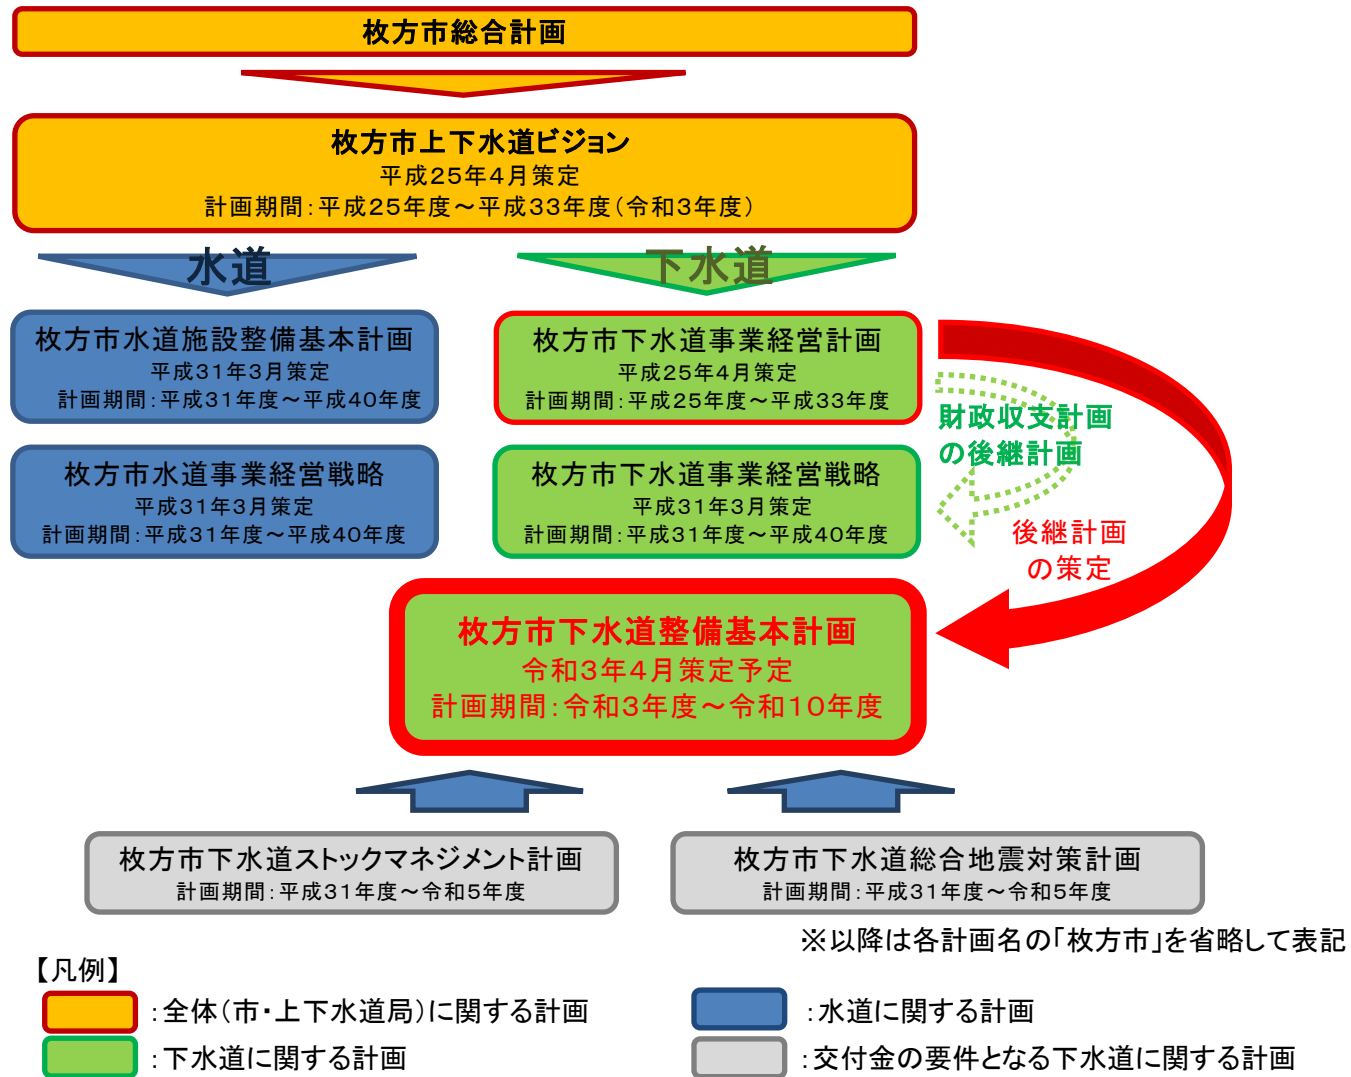 枚方市総合計画
枚方市上下水道ビジョン
平成25年4月策定
計画期間：平成25年度～平成33年度（令和3年度）
水道
下水道
枚方市水道施設整備基本計画
平成31年3月策定
計画期間：平成31年度～平成40年度
枚方市下水道事業経営計画
平成25年4月策定
計画期間：平成25年度～平成33年度
財政収支計画
の後継計画
枚方市水道事業経営戦略
平成31年3月策定
計画期間：平成31年度～平成40年度
枚方市下水道事業経営戦略
平成31年3月策定
計画期間：平成31年度～平成40年度
後継計画
の策定
枚方市下水道整備基本計画
令和3年4月策定予定
計画期間：令和3年度～令和10年度
枚方市下水道ストックマネジメント計画
計画期間：平成31年度～令和5年度
枚方市下水道総合地震対策計画
計画期間：平成31年度～令和5年度
※以降は各計画名の「枚方市」を省略して表記
【凡例】
：全体（市・上下水道局）に関する計画
：水道に関する計画
：下水道に関する計画
：交付金の要件となる下水道に関する計画